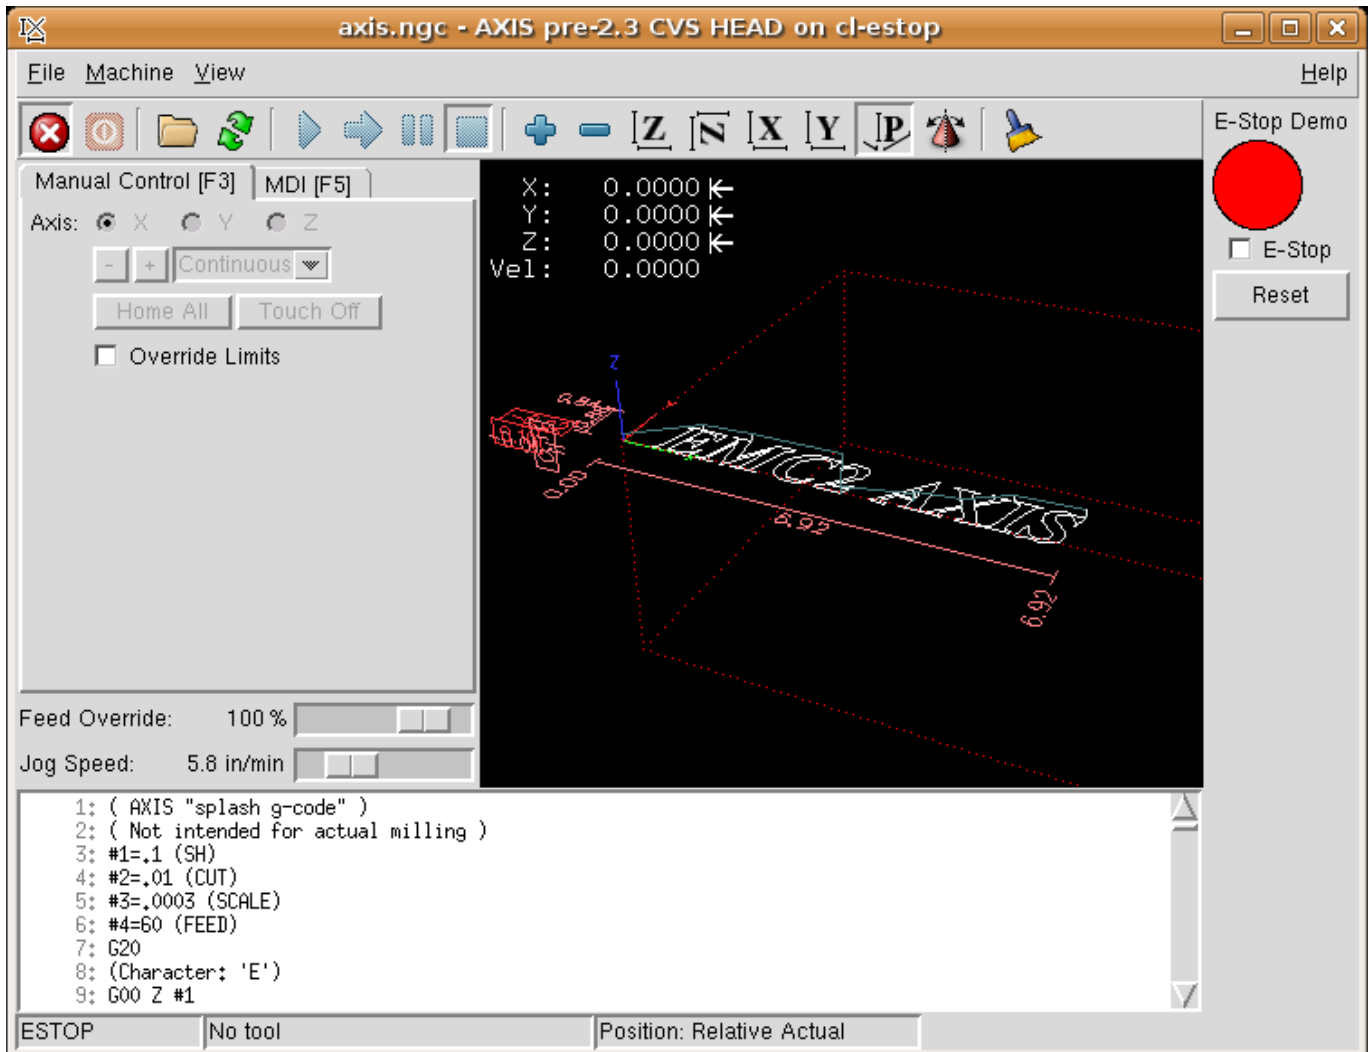 axis.ngc - AXIS pre-2.3 CVS HEAD on cl-estop
File Machine View Help
Z N X Y P
E-Stop Demo
E-Stop
Reset
Manual Control [F3] MDI [F5]
Axis: X Y Z
- + Continuous
Home All Touch Off
Override Limits
X: 0.0000
Y: 0.0000
Z: 0.0000
Vel: 0.0000
Z
0.00
6.92
6.92
EMC2 AXIS
Feed Override: 100 %
Jog Speed: 5.8 in/min
1: ( AXIS "splash g-code" )
2: ( Not intended for actual milling )
3: #1=.1 (SH)
4: #2=.01 (CUT)
5: #3=.0003 (SCALE)
6: #4=60 (FEED)
7: G20
8: (Character: 'E')
9: G00 Z #1
ESTOP No tool Position: Relative Actual